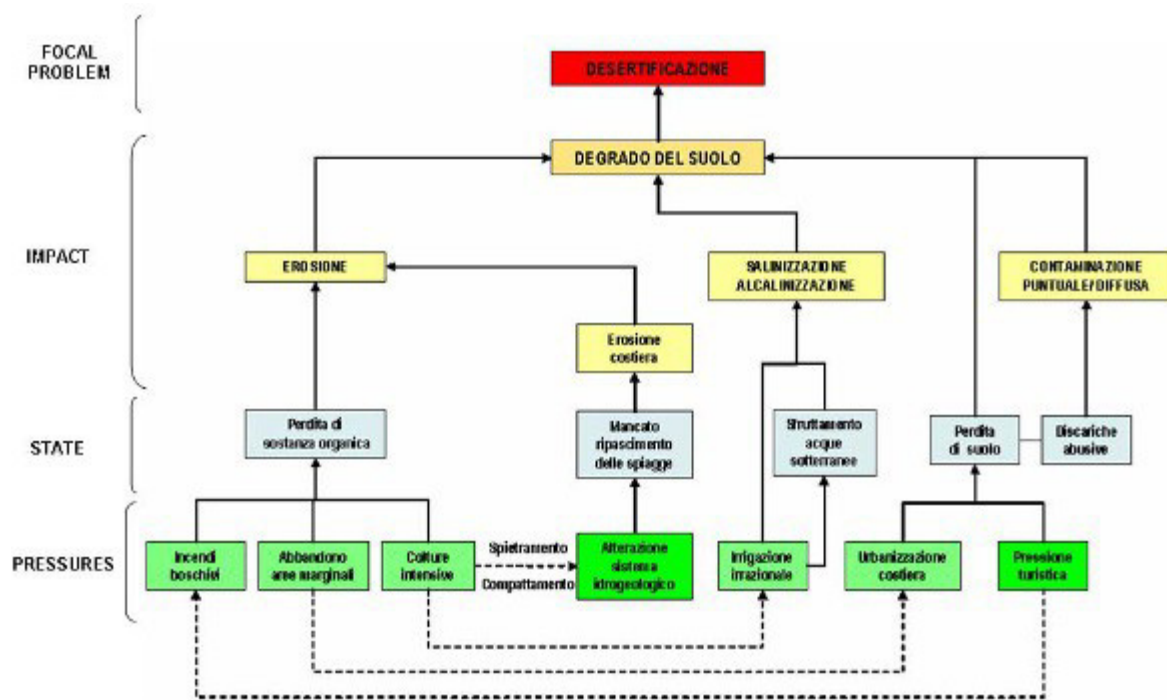 FOCAL
PROBLEM
DESERTIFICAZIONE
DEGRADO DEL SUOLO
IMPACT
EROSIONE
SALINIZZAZIONE
ALCALINIZZAZIONE
CONTAMINAZIONE
PUNTUALE/DIFFUSA
Erosione
costiera
STATE
Perdita di
sostanza organica
Mancato
ripascimento
delle spiagge
Sfruttamento
acque
sotterranee
Perdita
di suolo
Discariche
abusive
PRESSURES
Incendi
boschivi
Abbandono
aree marginali
Colture
intensive
Spietramento
Compattamento
Alterazione
sistema
idrogeologico
Irrigazione
irrazionale
Urbanizzazione
costiera
Pressione
turistica